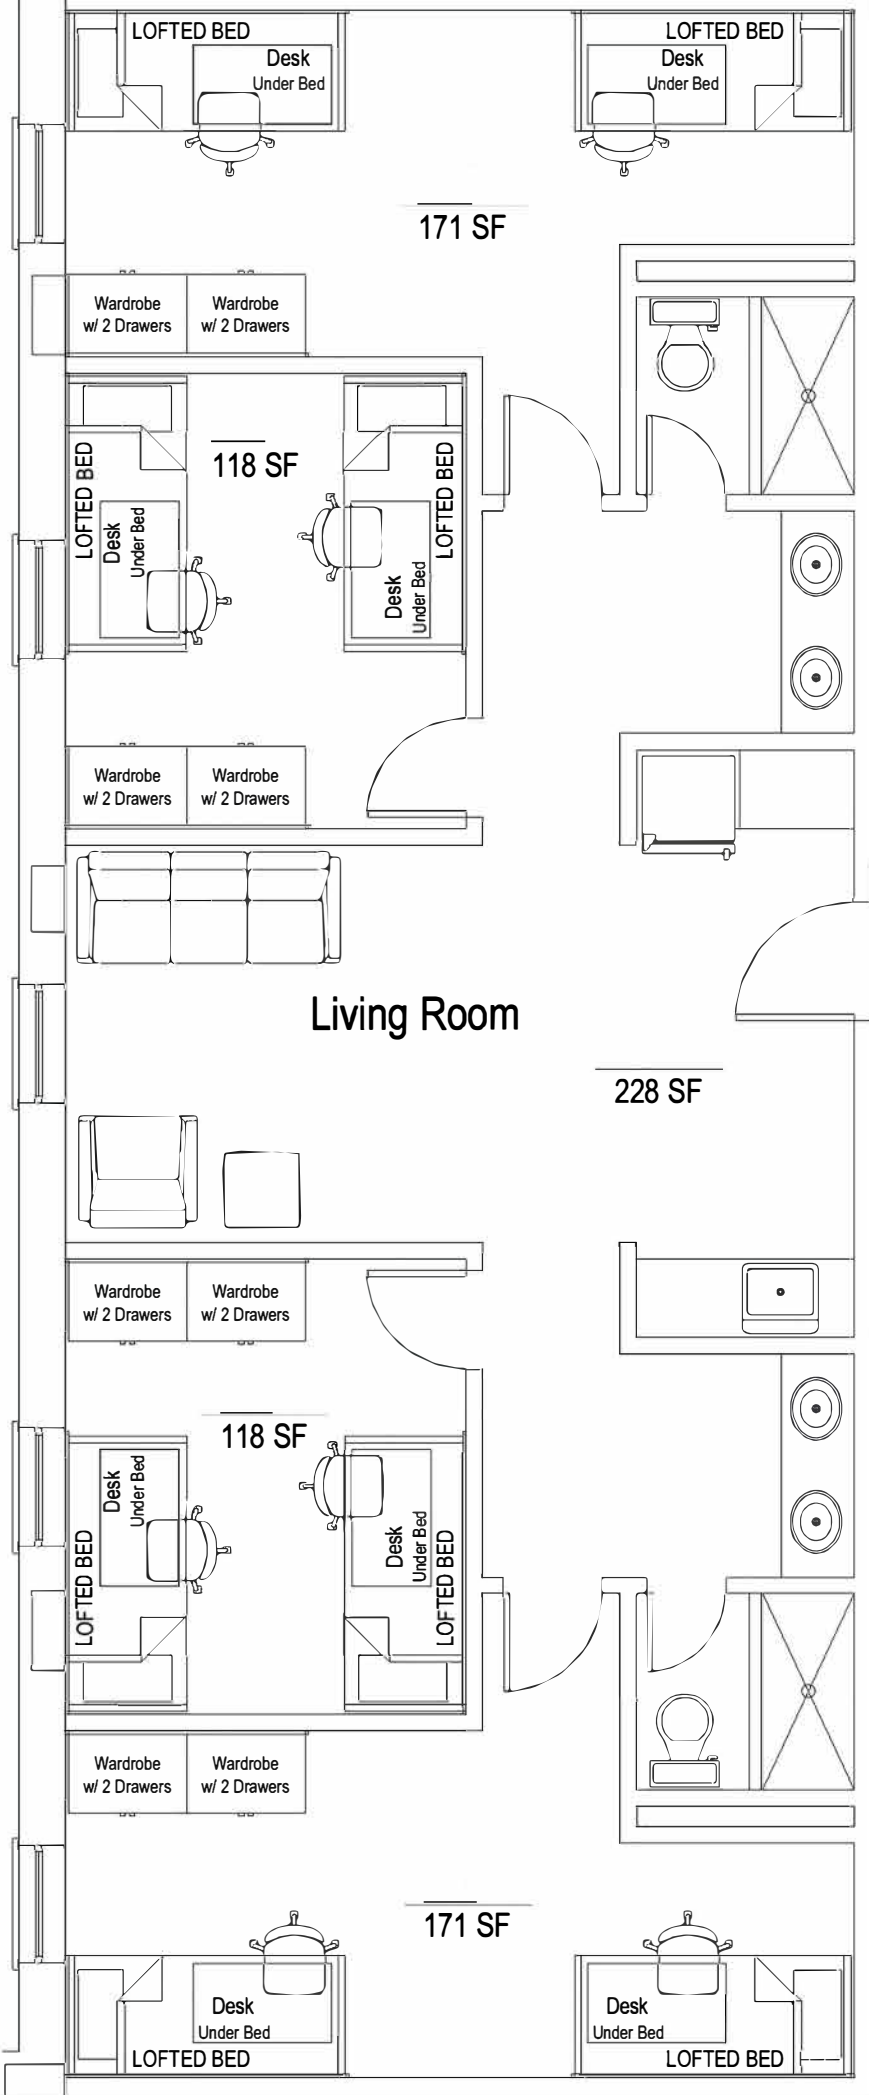 LOFTED BED
Desk
Under Bed
LOFTED BED
Desk
Under Bed
171 SF
Wardrobe
w/ 2 Drawers
Wardrobe
w/ 2 Drawers
LOFTED BED
Desk
Under Bed
118 SF
LOFTED BED
Desk
Under Bed
Wardrobe
w/ 2 Drawers
Wardrobe
w/ 2 Drawers
Living Room
228 SF
Wardrobe
w/ 2 Drawers
Wardrobe
w/ 2 Drawers
118 SF
Desk
Under Bed
LOFTED BED
Desk
Under Bed
LOFTED BED
Wardrobe
w/ 2 Drawers
Wardrobe
w/ 2 Drawers
171 SF
Desk
Under Bed
LOFTED BED
Desk
Under Bed
LOFTED BED